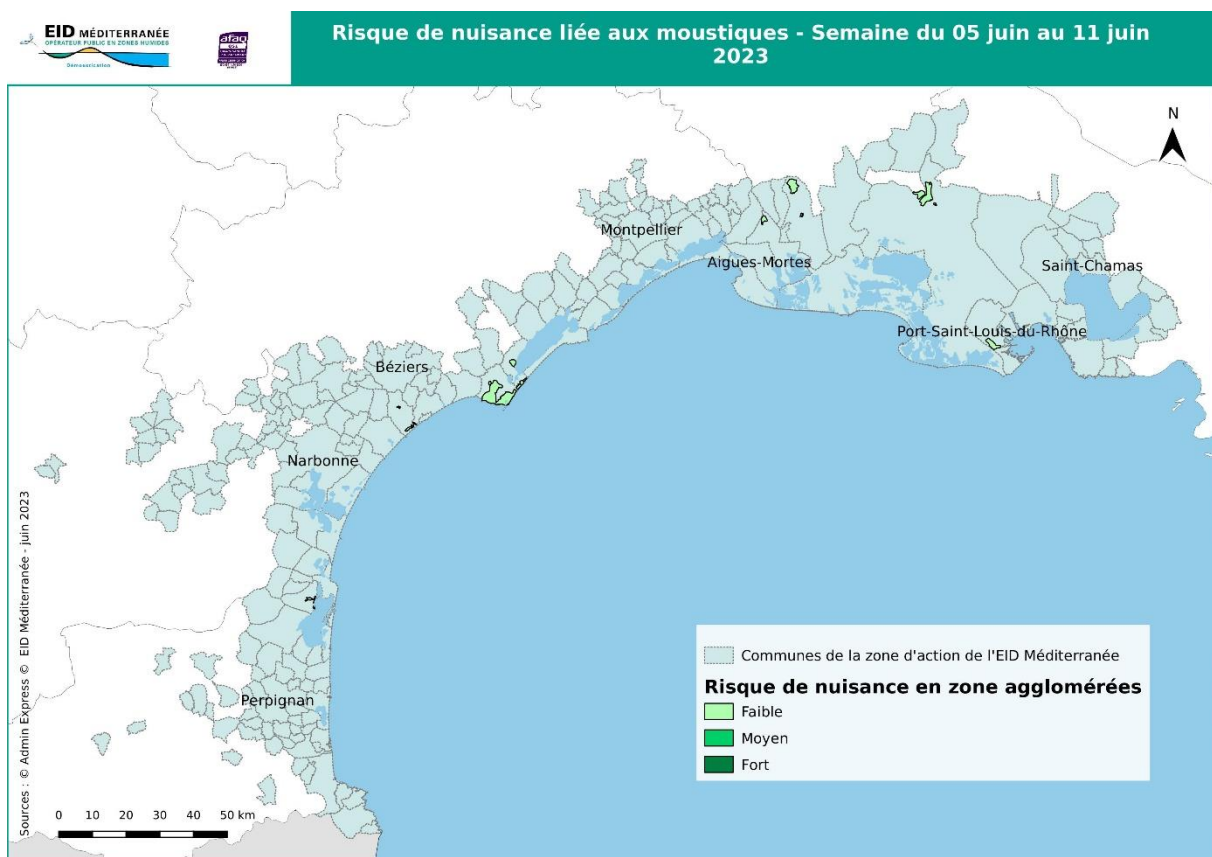 EID MÉDITERRANÉE
OPÉRATEUR PUBLIC EN ZONES HUMIDES
Démoustication
afaq
Risque de nuisance liée aux moustiques - Semaine du 05 juin au 11 juin
2023
N
Montpellier
Aigues-Mortes
Saint-Chamas
Port-Saint-Louis-du-Rhône
Béziers
Narbonne
Perpignan
Communes de la zone d'action de l'EID Méditerranée
Risque de nuisance en zone agglomérées
Faible
Moyen
Fort
0 10 20 30 40 50 km
Sources : © Admin Express © EID Méditerranée - juin 2023